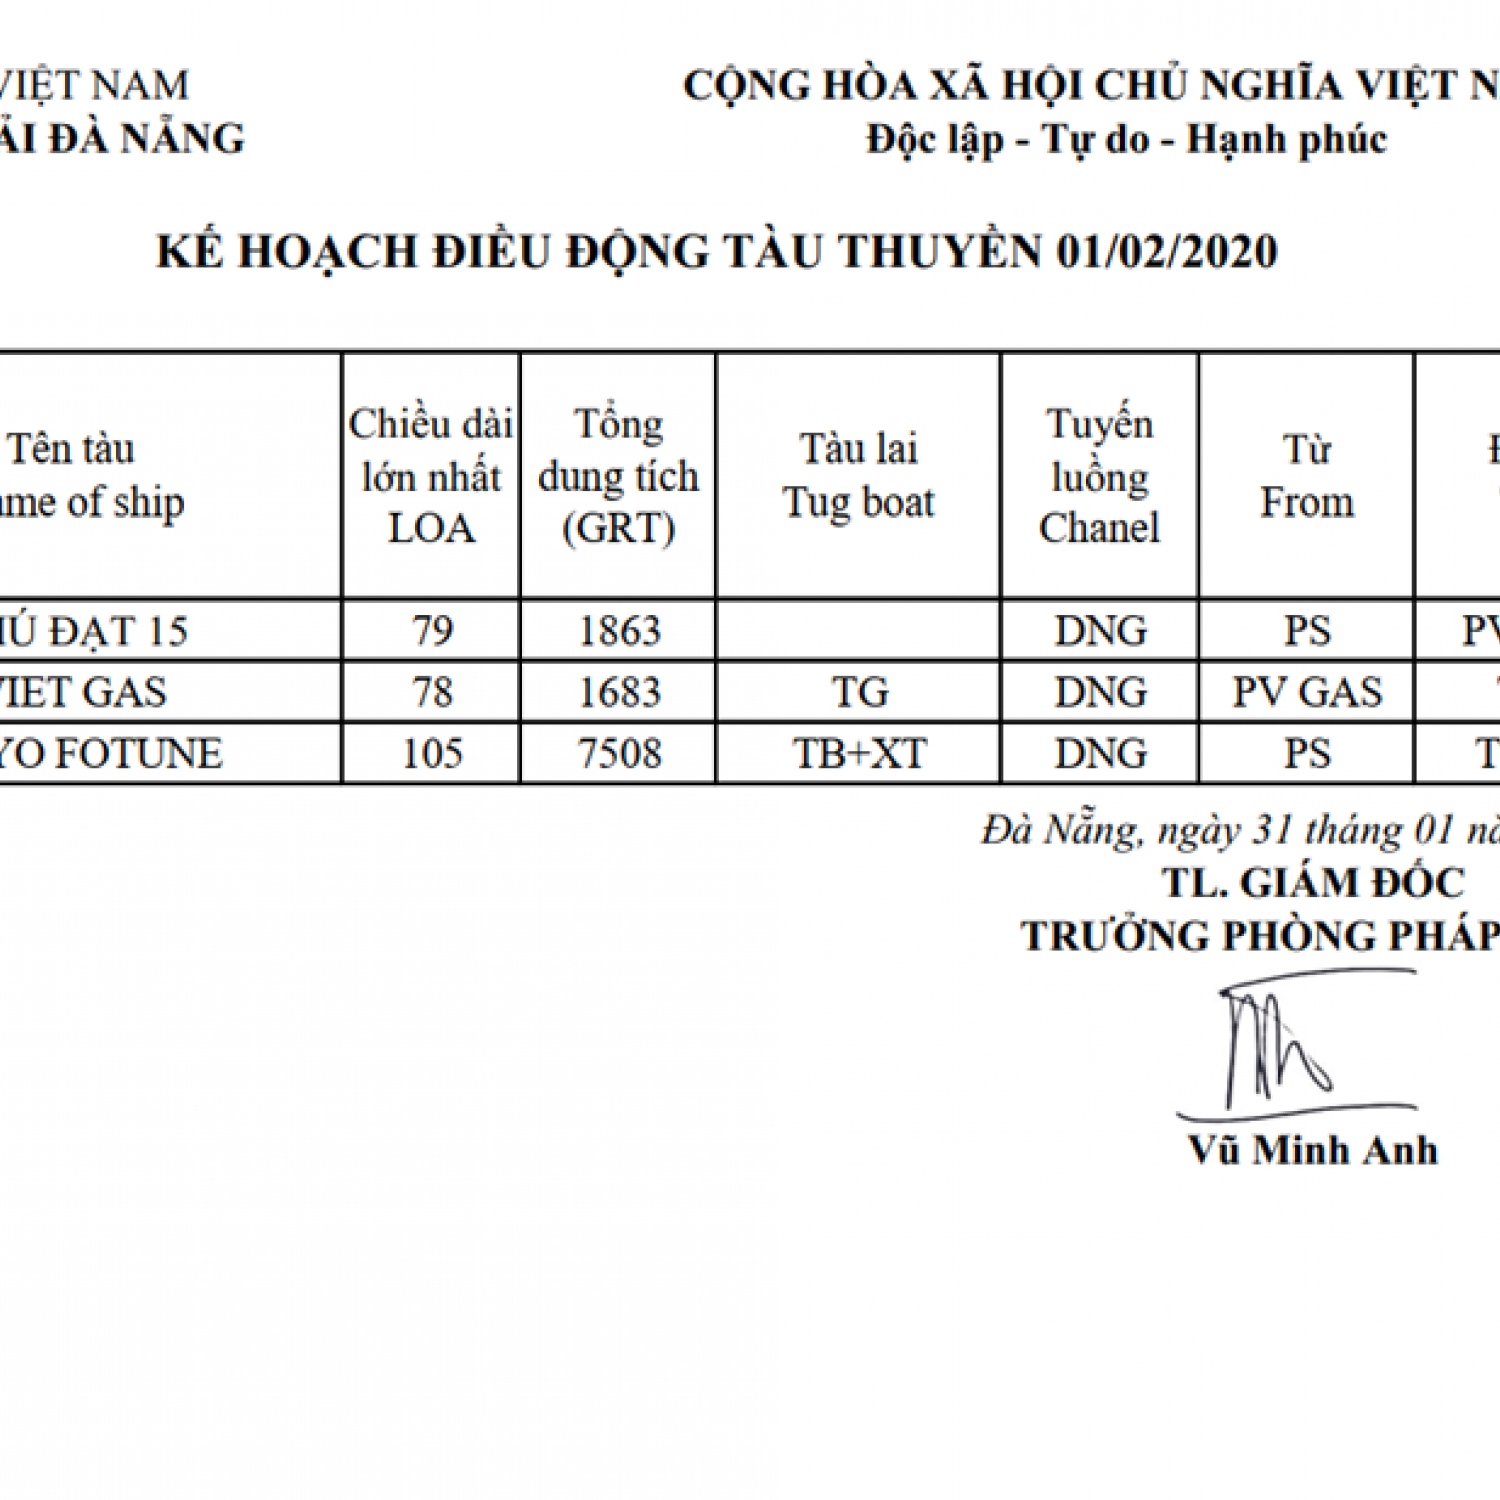 VIỆT NAM
CỘNG HÒA XÃ HỘI CHỦ NGHĨA VIỆT N
ẢI ĐÀ NẴNG
Độc lập - Tự do - Hạnh phúc
KẾ HOẠCH ĐIỀU ĐỘNG TÀU THUYỀN 01/02/2020
Tên tàu
ame of ship
Chiều dài
lớn nhất
LOA
Tổng
dung tích
(GRT)
Tàu lai
Tug boat
Tuyến
luồng
Chanel
Từ
From
HÚ ĐẠT 15 79 1863 DNG PS PV
VIET GAS 78 1683 TG DNG PV GAS
YO FOTUNE 105 7508 TB+XT DNG PS T
Đà Nẵng, ngày 31 tháng 01 nă
TL. GIÁM ĐỐC
TRƯỞNG PHÒNG PHÁP
Vũ Minh Anh